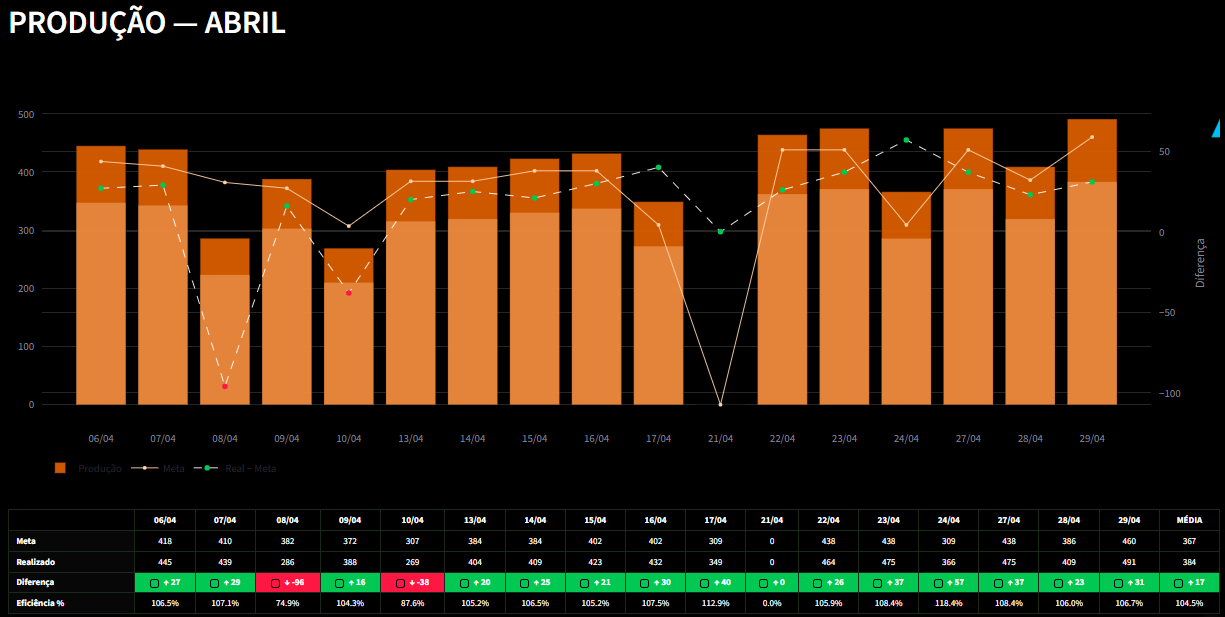 PRODUÇÃO — ABRIL
500
400
300
200
100
0
50
0
−50
−100
Diferença
06/04 07/04 08/04 09/04 10/04 13/04 14/04 15/04 16/04 17/04 21/04 22/04 23/04 24/04 27/04 28/04 29/04
Produção Meta Real – Meta
06/04 07/04 08/04 09/04 10/04 13/04 14/04 15/04 16/04 17/04 21/04 22/04 23/04 24/04 27/04 28/04 29/04 MÉDIA
Meta 418 410 382 372 307 384 384 402 402 309 0 438 438 309 438 386 460 367
Realizado 445 439 286 388 269 404 409 423 432 349 0 464 475 366 475 409 491 384
Diferença ↑ 27 ↑ 29 ↓ -96 ↑ 16 ↓ -38 ↑ 20 ↑ 25 ↑ 21 ↑ 30 ↑ 40 ↑ 0 ↑ 26 ↑ 37 ↑ 57 ↑ 37 ↑ 23 ↑ 31 ↑ 17
Eficiência % 106.5% 107.1% 74.9% 104.3% 87.6% 105.2% 106.5% 105.2% 107.5% 112.9% 0.0% 105.9% 108.4% 118.4% 108.4% 106.0% 106.7% 104.5%